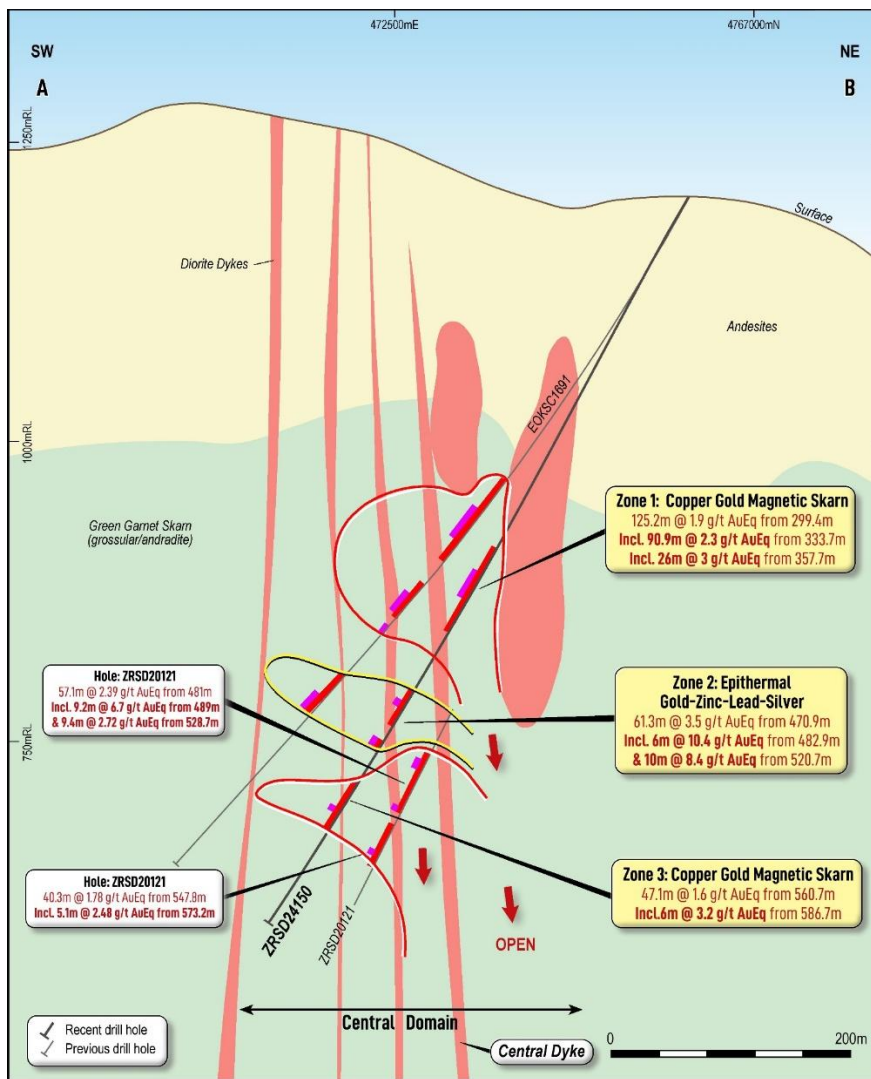 472500mE
4767000mN
SW
NE
A
B
1250mRL
Surface
Diorite Dykes
Andesites
EOKSC1691
1000mRL
Green Garnet Skarn
(grossular/andradite)
Zone 1: Copper Gold Magnetic Skarn
125.2m @ 1.9 g/t AuEq from 299.4m
Incl. 90.9m @ 2.3 g/t AuEq from 333.7m
Incl. 26m @ 3 g/t AuEq from 357.7m
Hole: ZRSD20121
57.1m @ 2.39 g/t AuEq from 481m
Incl. 9.2m @ 6.7 g/t AuEq from 489m
& 9.4m @ 2.72 g/t AuEq from 528.7m
Zone 2: Epithermal
Gold-Zinc-Lead-Silver
61.3m @ 3.5 g/t AuEq from 470.9m
Incl. 6m @ 10.4 g/t AuEq from 482.9m
& 10m @ 8.4 g/t AuEq from 520.7m
750mRL
Hole: ZRSD20121
40.3m @ 1.78 g/t AuEq from 547.8m
Incl. 5.1m @ 2.48 g/t AuEq from 573.2m
Zone 3: Copper Gold Magnetic Skarn
47.1m @ 1.6 g/t AuEq from 560.7m
Incl.6m @ 3.2 g/t AuEq from 586.7m
ZRSD24150
ZRSD20121
OPEN
Central Domain
Recent drill hole
Previous drill hole
Central Dyke
0
200m